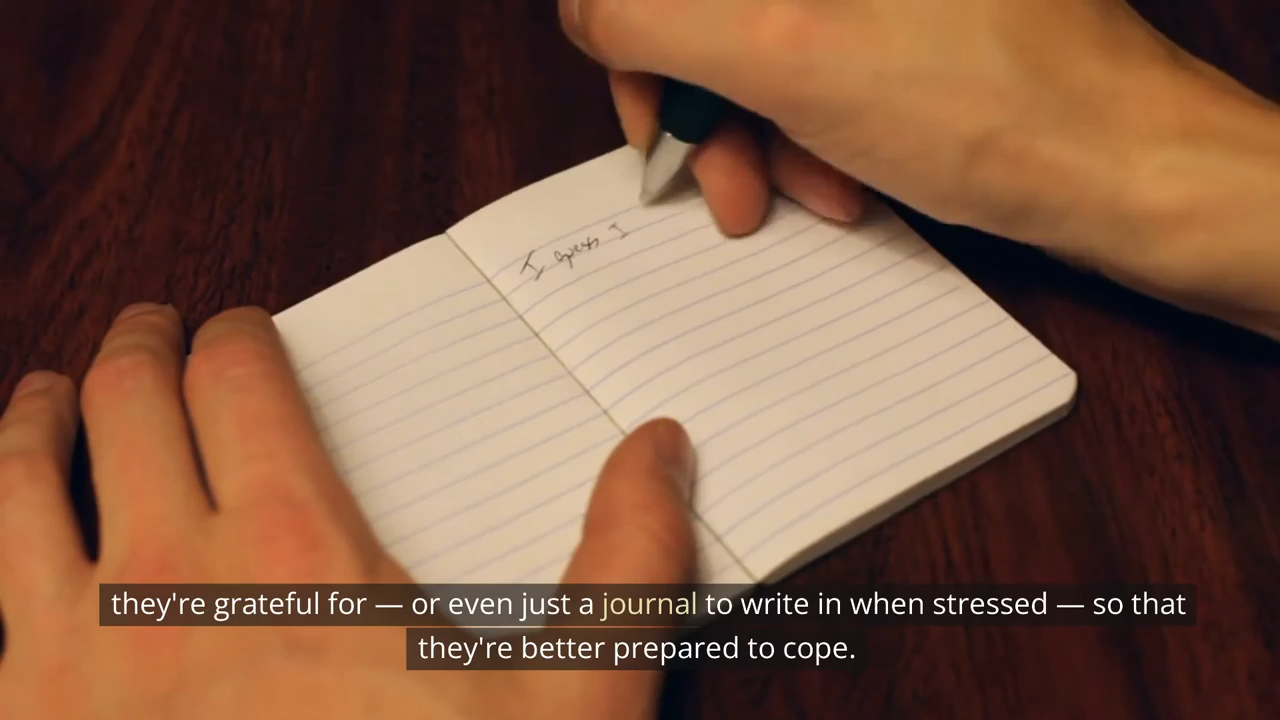 I guess I
they're grateful for — or even just a journal to write in when stressed — so that
they're better prepared to cope.